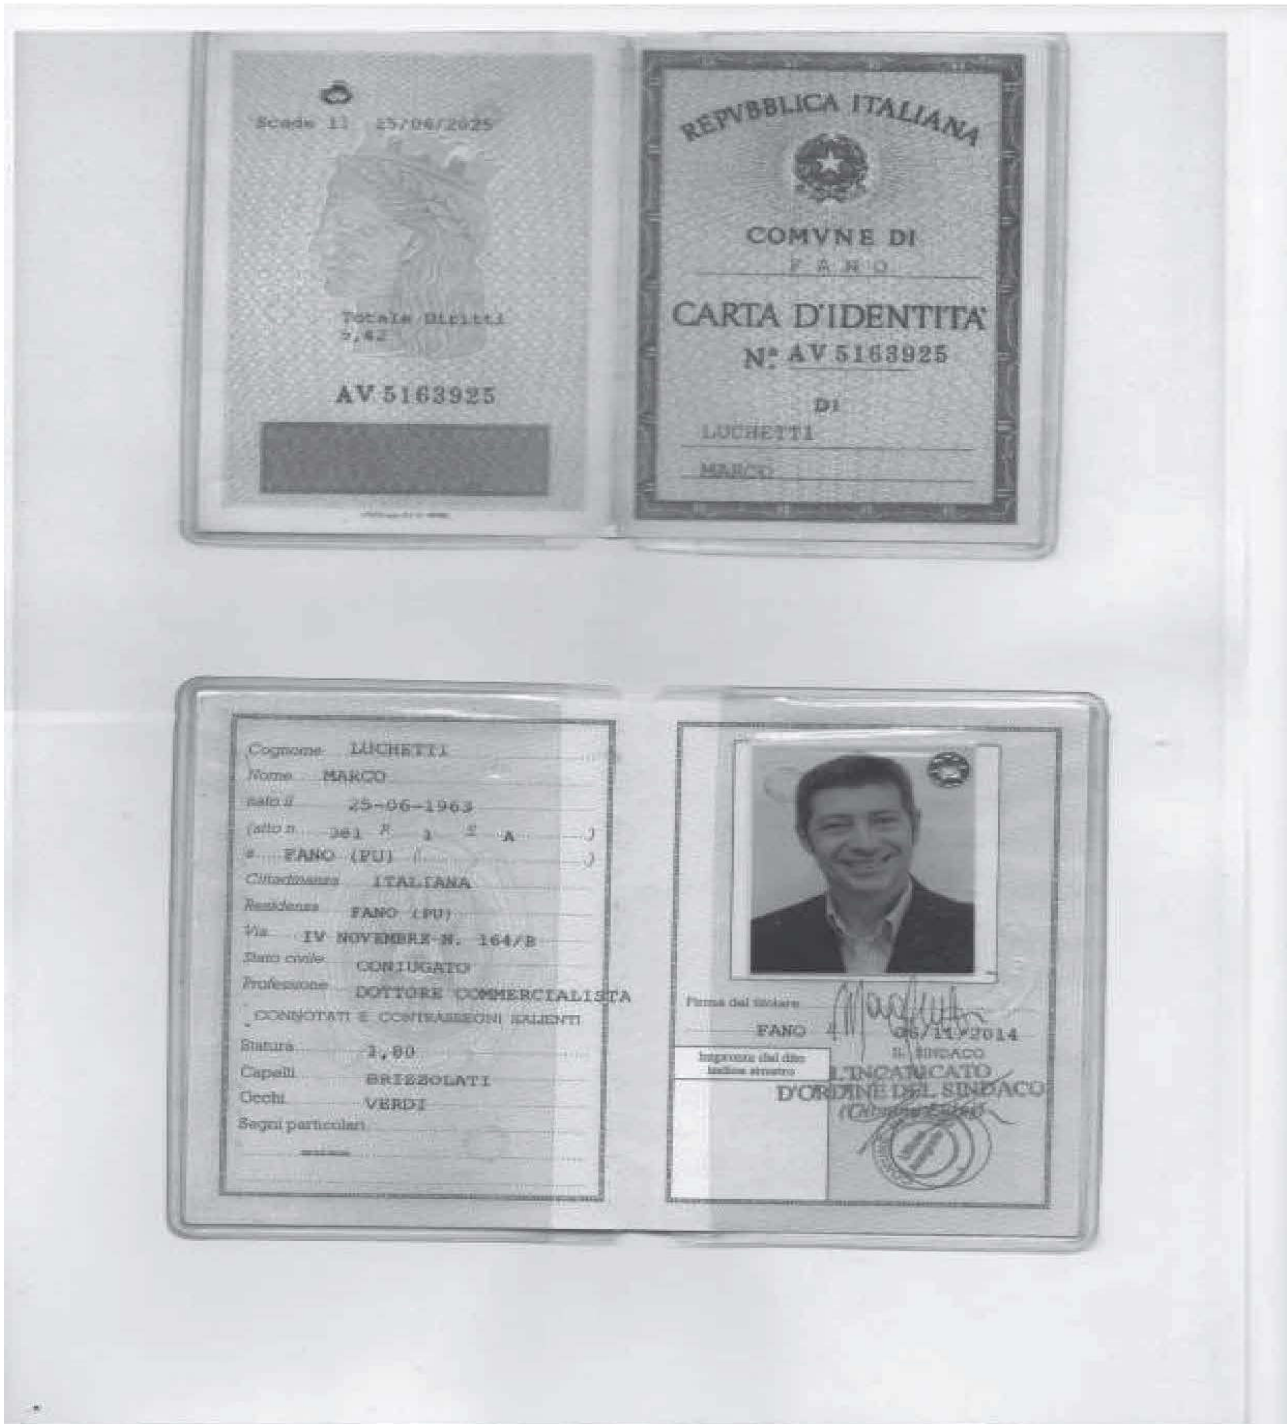 Scade il 25/06/2025
Totale Diritti
5,42
AV 5163925
REPVBBLICA ITALIANA
COMVNE DI
FANO
CARTA D'IDENTITA'
N.º AV 5163925
DI
LUCHETTI
MARCO
Cognome LUCHETTI
Nome MARCO
nato il 25-06-1963
(atto n. 381 P. 1 S. A )
a FANO (PU) ( )
Cittadinanza ITALIANA
Residenza FANO (PU)
Via IV NOVEMBRE N. 164/B
Stato civile CONIUGATO
Professione DOTTORE COMMERCIALISTA
CONNOTATI E CONTRASSEGNI SALIENTI
Statura 1,80
Capelli BRIZZOLATI
Occhi VERDI
Segni particolari
Firma del titolare
FANO 06/11/2014
IL SINDACO
Impronta del dito
indice sinistro
L'INCARICATO
D'ORDINE DEL SINDACO